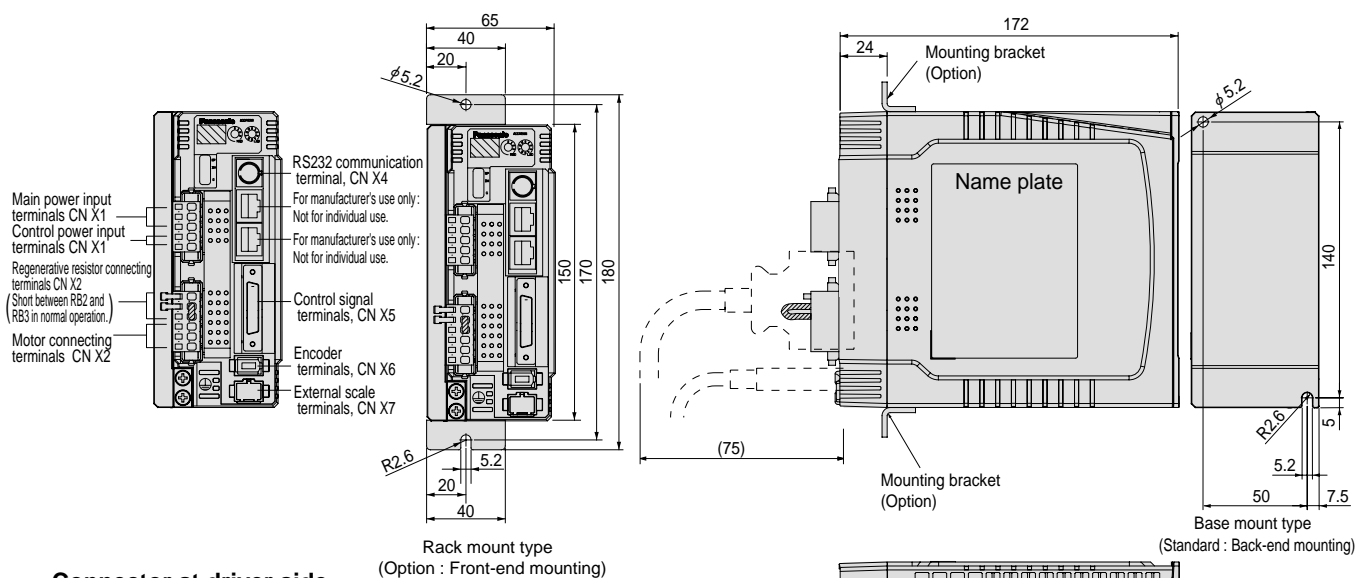 Main power input
terminals CN X1
Control power input
terminals CN X1
Regenerative resistor connecting
terminals CN X2
(Short between RB2 and
RB3 in normal operation.)
Motor connecting
terminals CN X2
Panasonic
RS232 communication
terminal, CN X4
For manufacturer's use only:
Not for individual use.
For manufacturer's use only:
Not for individual use.
Control signal
terminals, CN X5
Encoder
terminals, CN X6
External scale
terminals, CN X7
65
40
20
ϕ5.2
Panasonic
150
170
180
R2.6
5.2
20
40
Rack mount type
(Option : Front-end mounting)
172
24
Mounting bracket
(Option)
Name plate
(75)
Mounting bracket
(Option)
ϕ5.2
140
R2.6
5
5.2
50
7.5
Base mount type
(Standard : Back-end mounting)